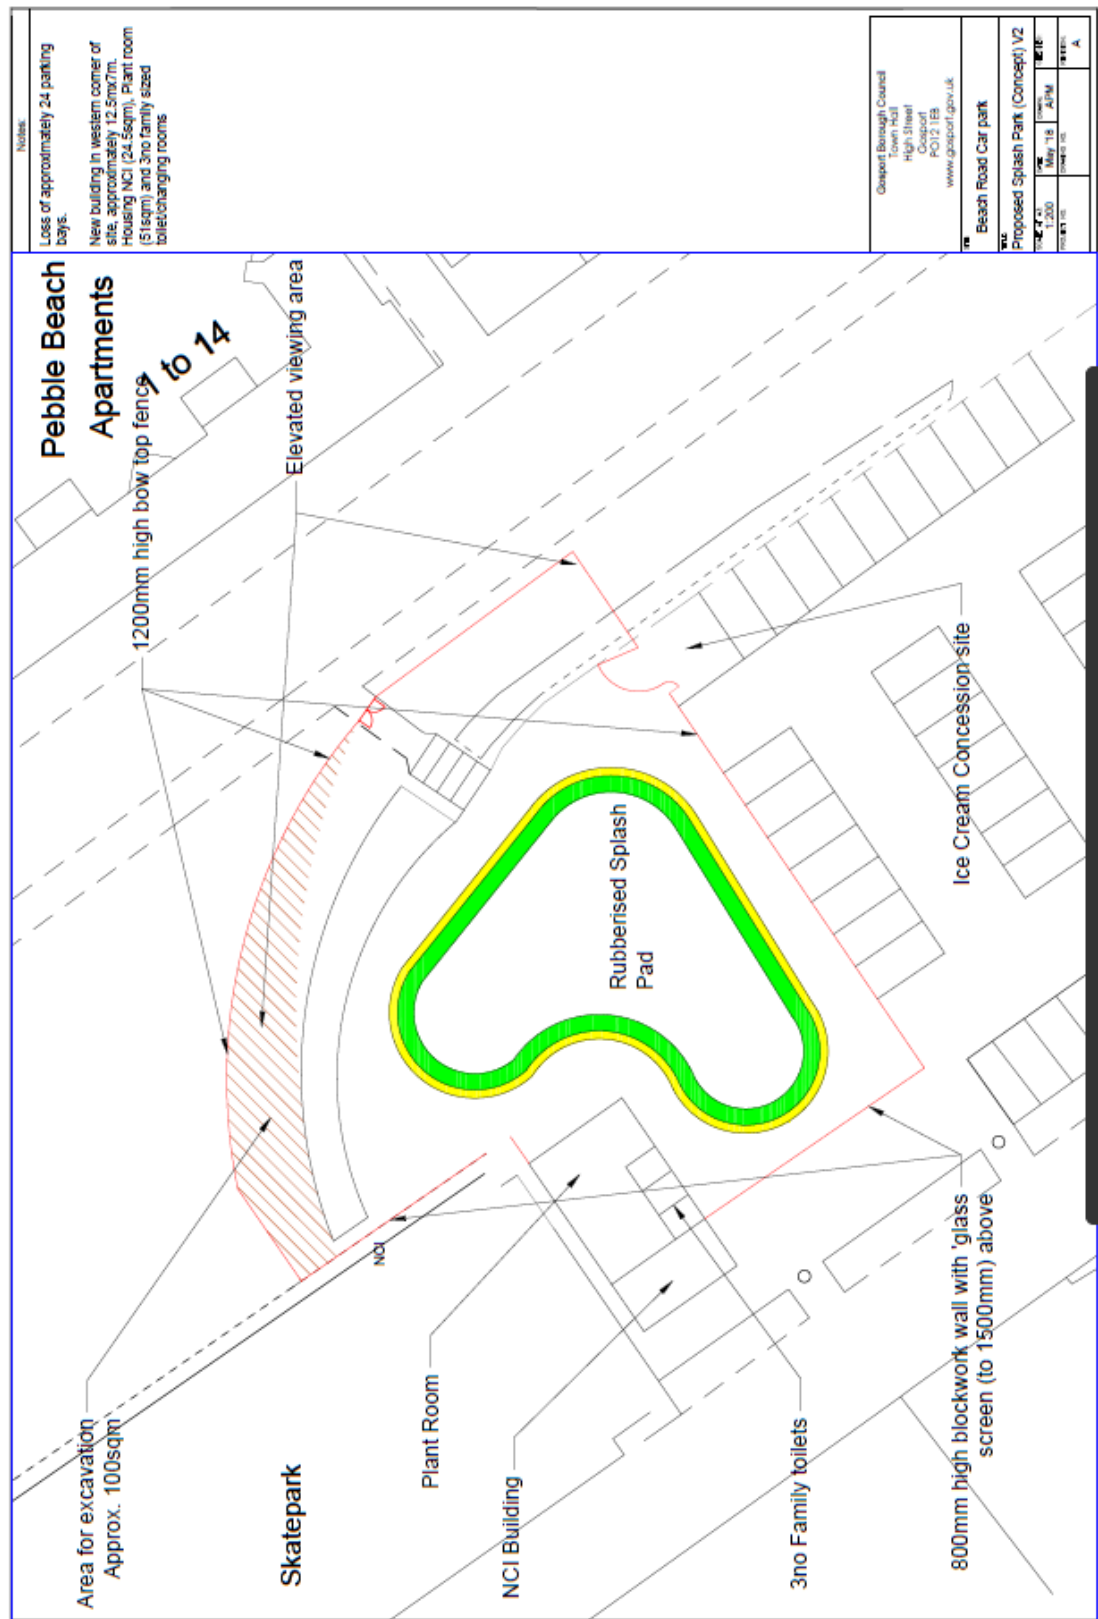 Notes:
Loss of approximately 24 parking
bays.
New building in western corner of
site, approximately 12.5mx7m.
Housing NCI (24.5sqm), Plant room
(51sqm) and 3no family sized
toilet/changing rooms
Gosport Borough Council
Town Hall
High Street
Gosport
PO12 1EB
www.gosport.gov.uk
Beach Road Car park
Proposed Splash Park (Concept) V2
1:200
May '18
APM
A
Pebble Beach
Apartments
1 to 14
1200mm high bow top fence
Elevated viewing area
Ice Cream Concession site
Rubberised Splash
Pad
NCI
Area for excavation
Approx. 100sqm
Skatepark
Plant Room
NCI Building
3no Family toilets
800mm high blockwork wall with 'glass
screen (to 1500mm) above